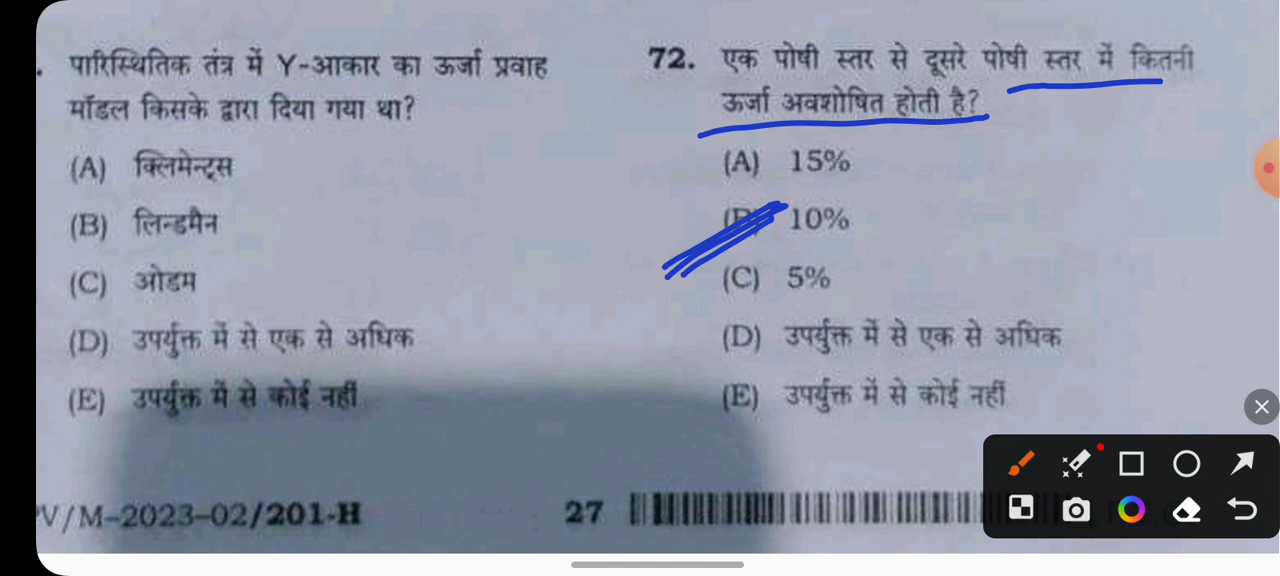 . पारिस्थितिक तंत्र में Y-आकार का ऊर्जा प्रवाह
मॉडल किसके द्वारा दिया गया था?
(A) क्लिमेन्ट्स
(B) लिन्डमैन
(C) ओडम
(D) उपर्युक्त में से एक से अधिक
(E) उपर्युक्त में से कोई नहीं
72. एक पोषी स्तर से दूसरे पोषी स्तर में कितनी
ऊर्जा अवशोषित होती है?
(A) 15%
(B) 10%
(C) 5%
(D) उपर्युक्त में से एक से अधिक
(E) उपर्युक्त में से कोई नहीं
V/M-2023-02/201-H
27